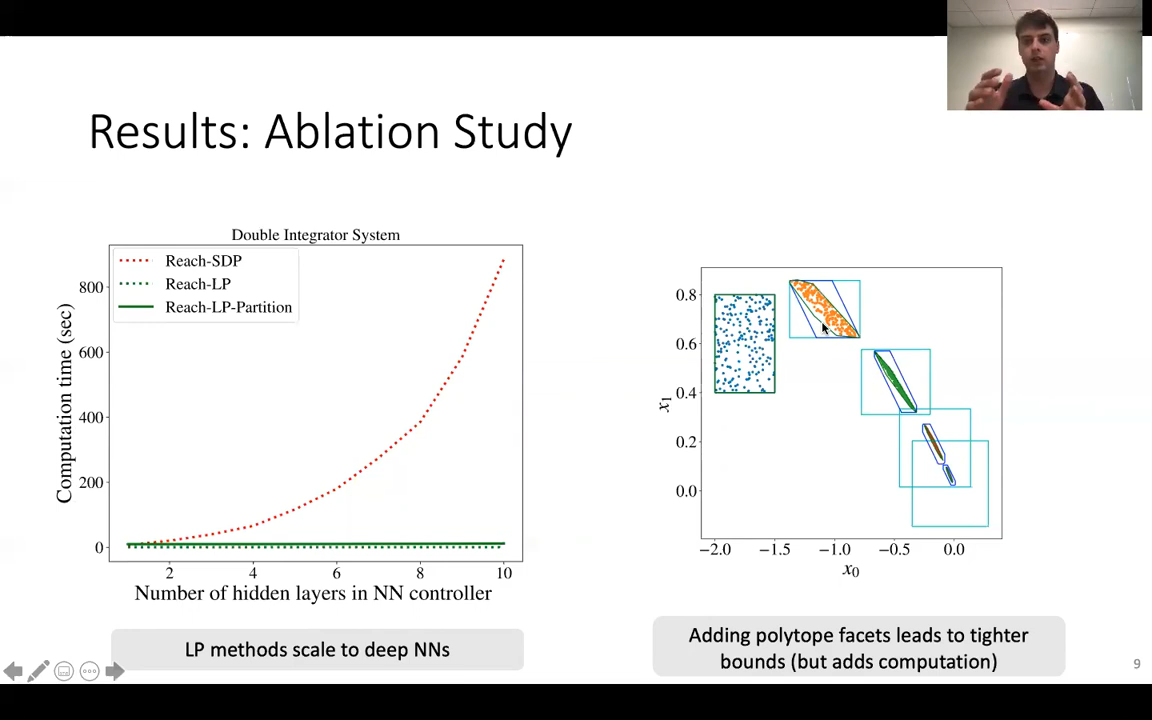 Results: Ablation Study
Double Integrator System
Reach-SDP
Reach-LP
Reach-LP-Partition
Computation time (sec)
800
600
400
200
0
2 4 6 8 10
Number of hidden layers in NN controller
LP methods scale to deep NNs
x1
0.8
0.6
0.4
0.2
0.0
−2.0 −1.5 −1.0 −0.5 0.0
x0
Adding polytope facets leads to tighter
bounds (but adds computation)
9